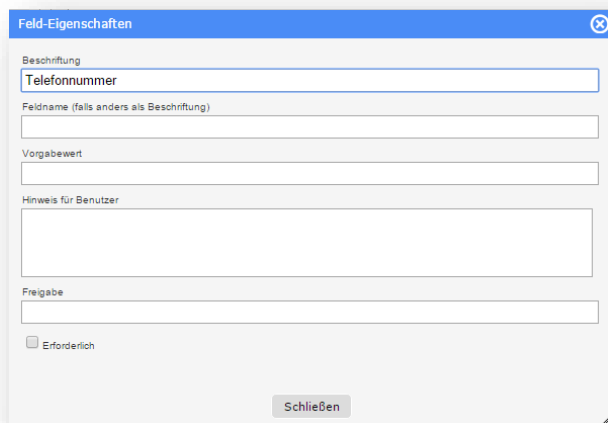 Feld-Eigenschaften
Beschriftung
Telefonnummer
Feldname (falls anders als Beschriftung)
Vorgabewert
Hinweis für Benutzer
Freigabe
Erforderlich
Schließen